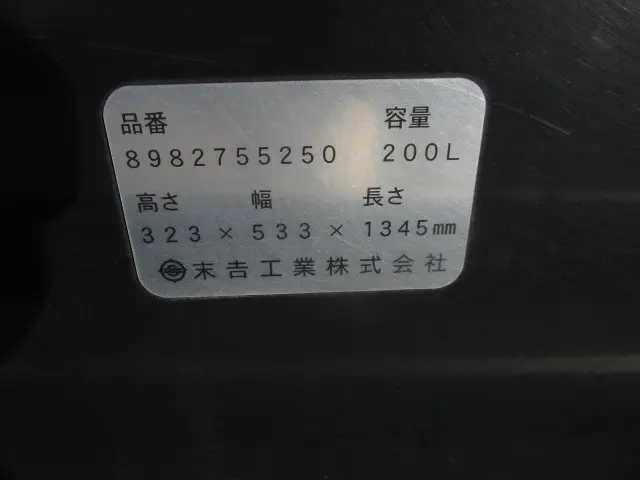 品番 容量
8982755250 200L
高さ 幅 長さ
323×533×1345mm
末吉工業株式会社